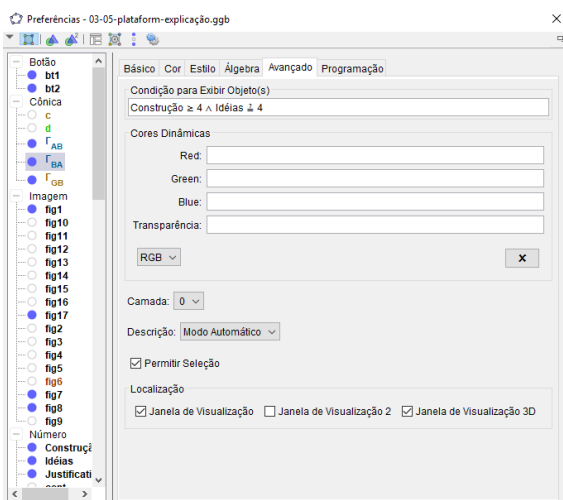 Preferências - 03-05-plataform-explicação.ggb
Botão
bt1
bt2
Cônica
c
d
Γ_AB
Γ_BA
Γ_GB
Imagem
fig1
fig10
fig11
fig12
fig13
fig14
fig15
fig16
fig17
fig2
fig3
fig4
fig5
fig6
fig7
fig8
fig9
Número
Construçã
Idéias
Justificati
Básico Cor Estilo Álgebra Avançado Programação
Condição para Exibir Objeto(s)
Construção ≥ 4 ∧ Idéias ≟ 4
Cores Dinâmicas
Red:
Green:
Blue:
Transparência:
RGB
x
Camada: 0
Descrição: Modo Automático
Permitir Seleção
Localização
Janela de Visualização Janela de Visualização 2 Janela de Visualização 3D